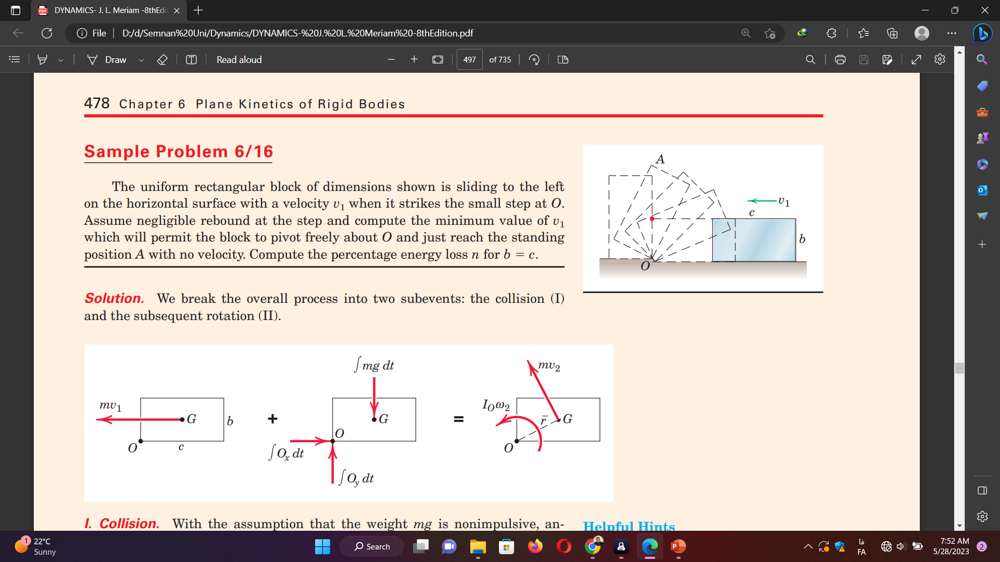 DYNAMICS- J. L. Meriam -8thEdi
File
D:/d/Semnan%20Uni/Dynamics/DYNAMICS-%20J.%20L.%20Meriam%20-8thEdition.pdf
Draw
Read aloud
497 of 735
478 Chapter 6 Plane Kinetics of Rigid Bodies
Sample Problem 6/16
The uniform rectangular block of dimensions shown is sliding to the left
on the horizontal surface with a velocity v₁ when it strikes the small step at O.
Assume negligible rebound at the step and compute the minimum value of v₁
which will permit the block to pivot freely about O and just reach the standing
position A with no velocity. Compute the percentage energy loss n for b = c.
A
v₁
c
b
O
Solution. We break the overall process into two subevents: the collision (I)
and the subsequent rotation (II).
mv₁
G
b
O
c
+
∫ mg dt
G
O
∫ Oₓ dt
∫ O_y dt
=
mv₂
I_Oω₂
r̅
G
O
I. Collision. With the assumption that the weight mg is nonimpulsive, an-
Helpful Hints
1
22°C
Sunny
Search
P
فا
FA
7:52 AM
5/28/2023
2